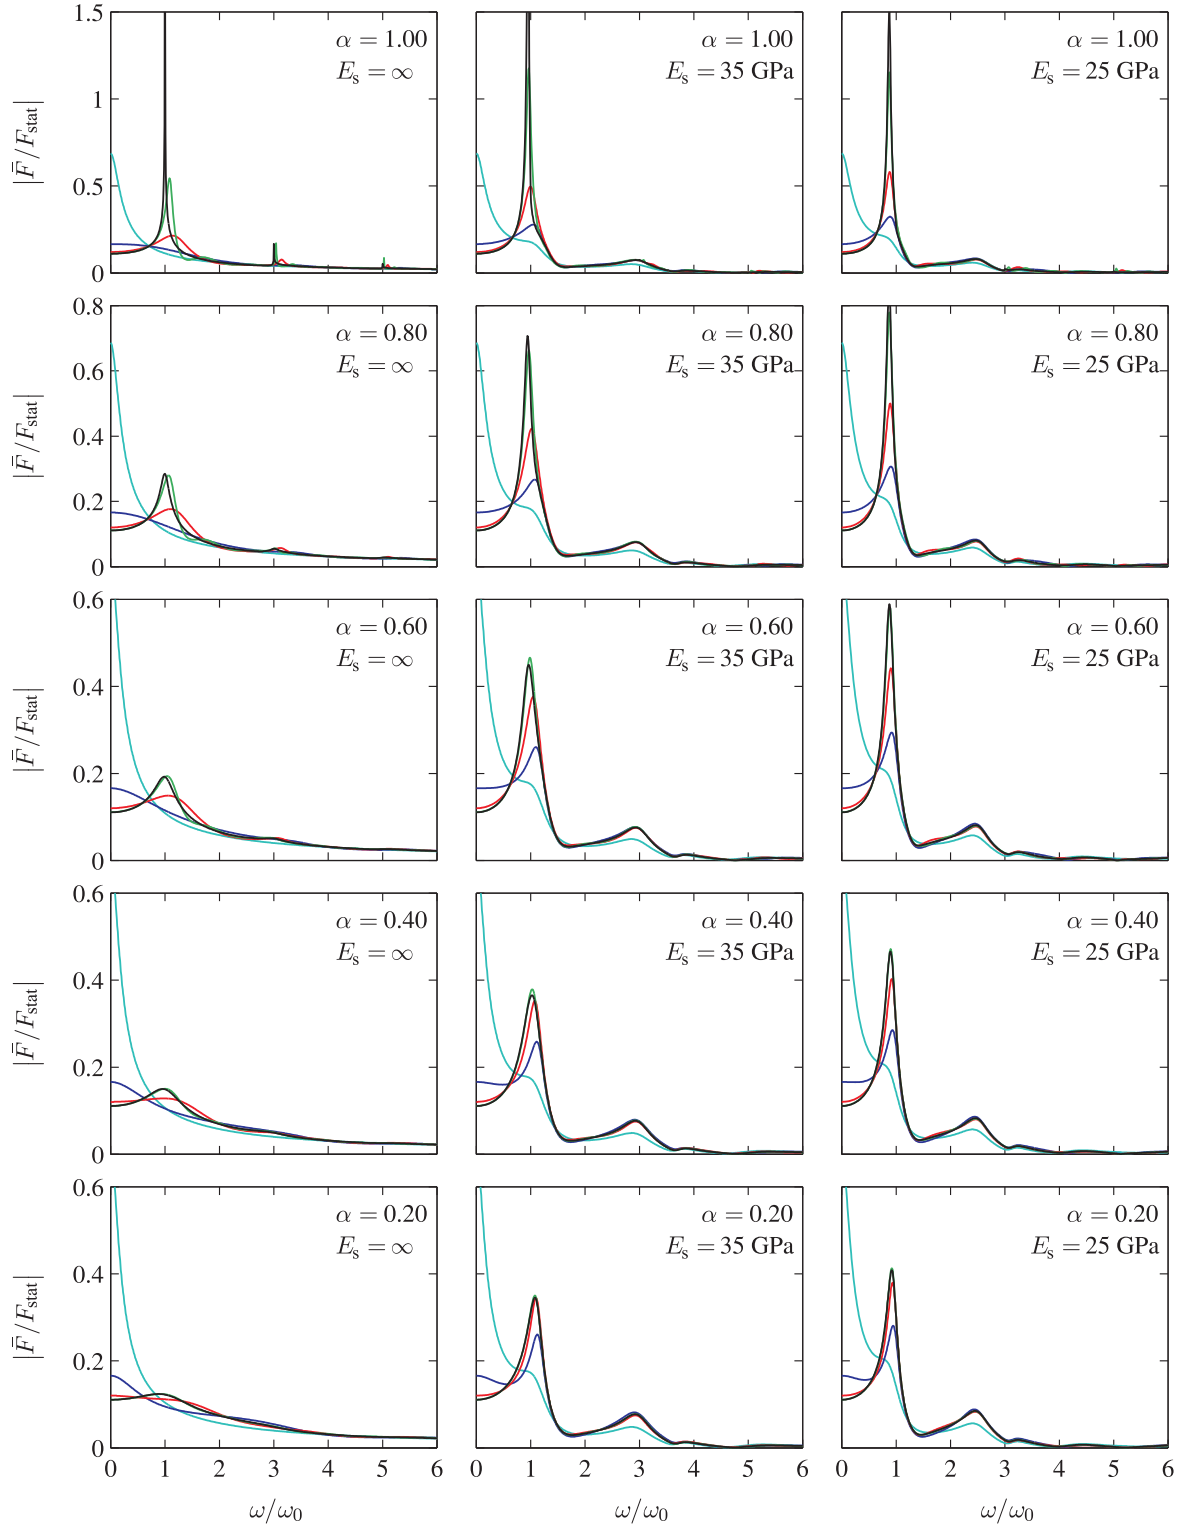 1.5
α = 1.00 α = 1.00 α = 1.00
E_s = ∞ E_s = 35 GPa E_s = 25 GPa
1
|F̄/F_stat|
0.5
0
0.8
α = 0.80 α = 0.80 α = 0.80
E_s = ∞ E_s = 35 GPa E_s = 25 GPa
0.6
|F̄/F_stat|
0.4
0.2
0
0.6
α = 0.60 α = 0.60 α = 0.60
E_s = ∞ E_s = 35 GPa E_s = 25 GPa
0.4
|F̄/F_stat|
0.2
0
0.6
α = 0.40 α = 0.40 α = 0.40
E_s = ∞ E_s = 35 GPa E_s = 25 GPa
0.4
|F̄/F_stat|
0.2
0
0.6
α = 0.20 α = 0.20 α = 0.20
E_s = ∞ E_s = 35 GPa E_s = 25 GPa
0.4
|F̄/F_stat|
0.2
0
0 1 2 3 4 5 6 0 1 2 3 4 5 6 0 1 2 3 4 5 6
ω/ω₀ ω/ω₀ ω/ω₀